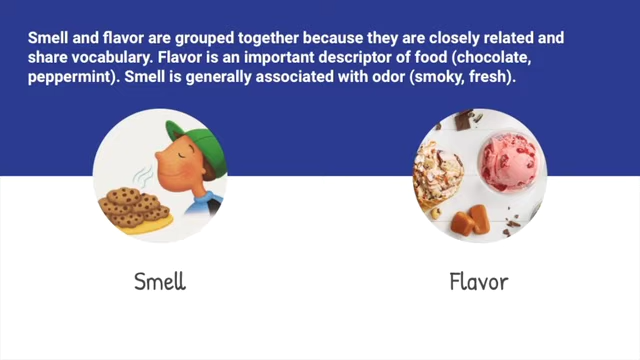 Smell and flavor are grouped together because they are closely related and
share vocabulary. Flavor is an important descriptor of food (chocolate,
peppermint). Smell is generally associated with odor (smoky, fresh).
Smell
Flavor